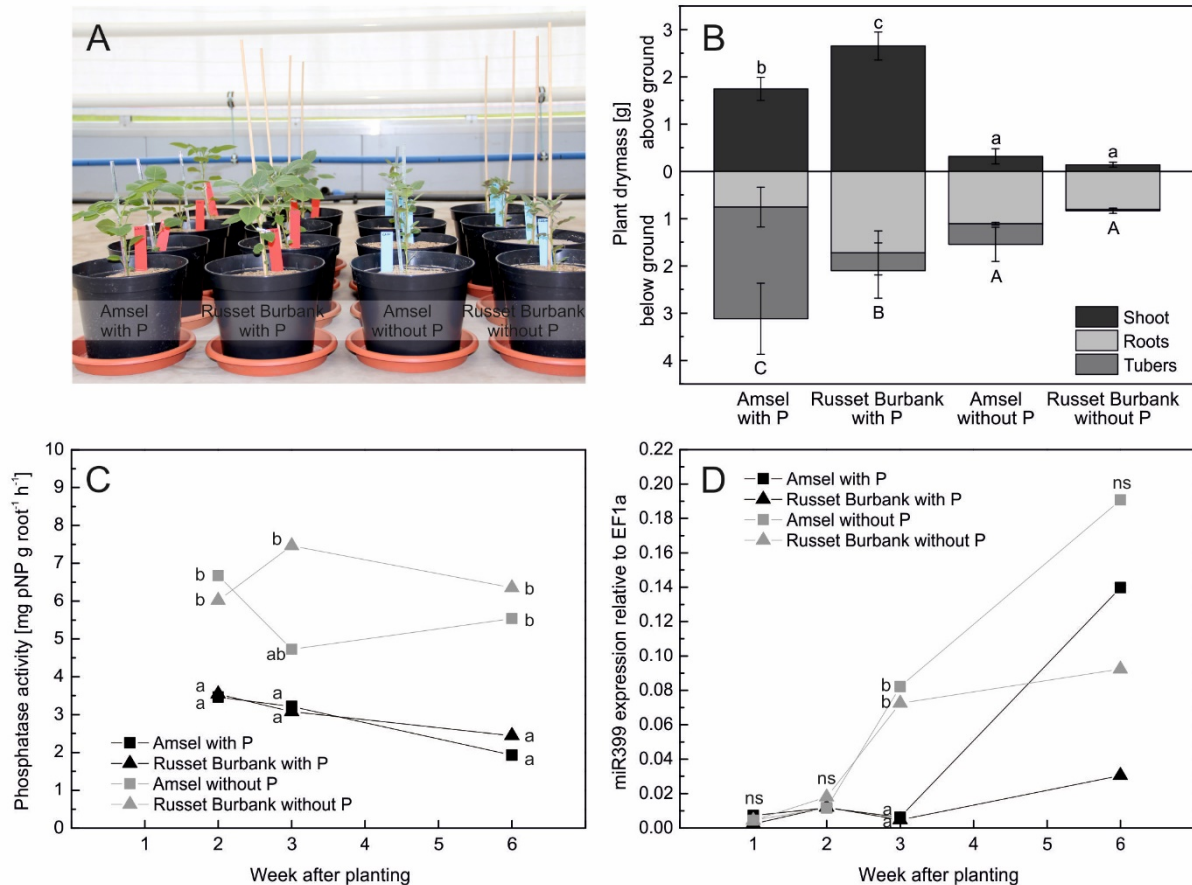 A
Amsel
with P
Russet Burbank
with P
Amsel
without P
Russet Burbank
without P
B
Plant drymass [g]
below ground above ground
3
2
1
0
1
2
3
4
b
c
a
a
C
B
A
A
Shoot
Roots
Tubers
Amsel
with P
Russet Burbank
with P
Amsel
without P
Russet Burbank
without P
C
Phosphatase activity [mg pNP g root⁻¹ h⁻¹]
10
9
8
7
6
5
4
3
2
1
0
b
b
b
ab
b
b
a
a
a
a
a
a
Amsel with P
Russet Burbank with P
Amsel without P
Russet Burbank without P
1 2 3 4 5 6
Week after planting
D
miR399 expression relative to EF1a
0.22
0.20
0.18
0.16
0.14
0.12
0.10
0.08
0.06
0.04
0.02
0.00
Amsel with P
Russet Burbank with P
Amsel without P
Russet Burbank without P
ns
ns
b
b
a
a
ns
1 2 3 4 5 6
Week after planting